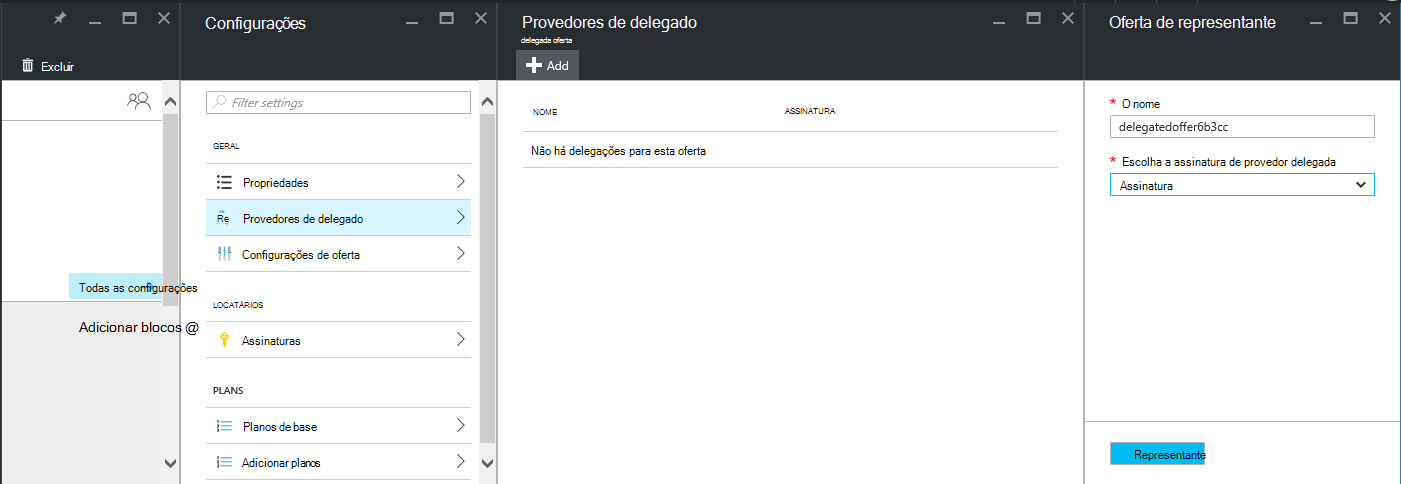 Excluir
Todas as configurações
Adicionar blocos @
Configurações
Filter settings
GERAL
Propriedades
Provedores de delegado
Configurações de oferta
LOCATÁRIOS
Assinaturas
PLANS
Planos de base
Adicionar planos
Provedores de delegado
delegada oferta
Add
NOME ASSINATURA
Não há delegações para esta oferta
Oferta de representante
* O nome
delegatedoffer6b3cc
* Escolha a assinatura de provedor delegada
Assinatura
Representante